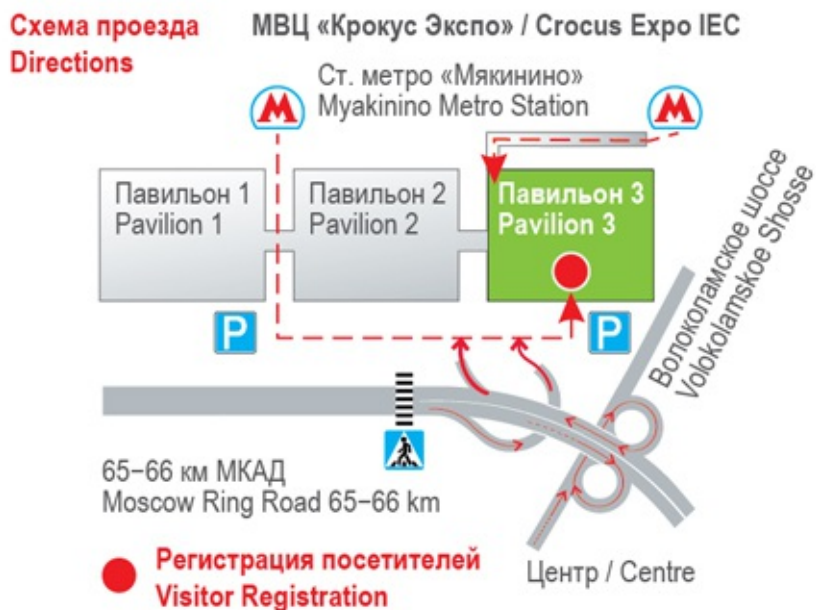 Схема проезда
Directions
МВЦ «Крокус Экспо» / Crocus Expo IEC
Ст. метро «Мякинино»
Myakinino Metro Station
М
М
Павильон 1
Pavilion 1
Павильон 2
Pavilion 2
Павильон 3
Pavilion 3
P
P
Волоколамское шоссе
Volokolamskoe Shosse
65–66 км МКАД
Moscow Ring Road 65–66 km
Центр / Centre
Регистрация посетителей
Visitor Registration